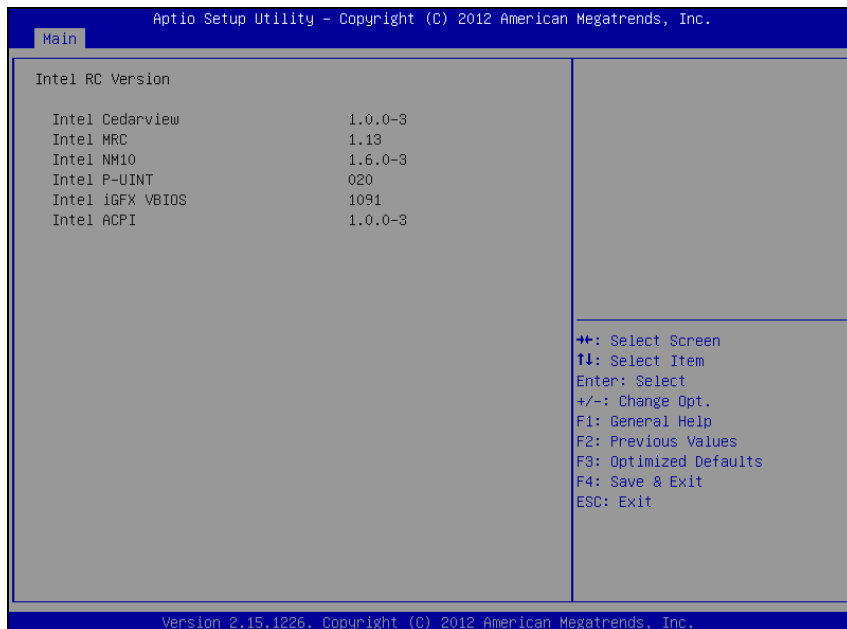 Aptio Setup Utility – Copyright (C) 2012 American Megatrends, Inc.
Main
Intel RC Version
Intel Cedarview 1.0.0-3
Intel MRC 1.13
Intel NM10 1.6.0-3
Intel P-UINT 020
Intel iGFX VBIOS 1091
Intel ACPI 1.0.0-3
→←: Select Screen
↑↓: Select Item
Enter: Select
+/-: Change Opt.
F1: General Help
F2: Previous Values
F3: Optimized Defaults
F4: Save & Exit
ESC: Exit
Version 2.15.1226. Copyright (C) 2012 American Megatrends, Inc.